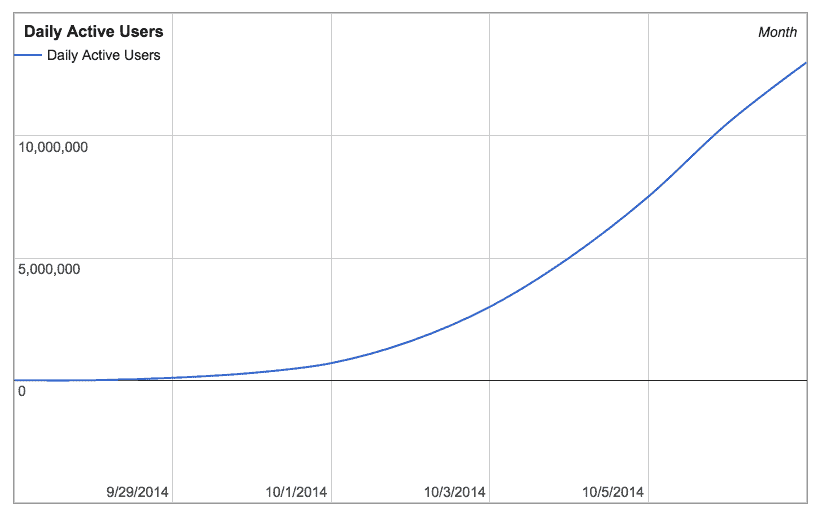 Daily Active Users
Month
Daily Active Users
10,000,000
5,000,000
0
9/29/2014
10/1/2014
10/3/2014
10/5/2014